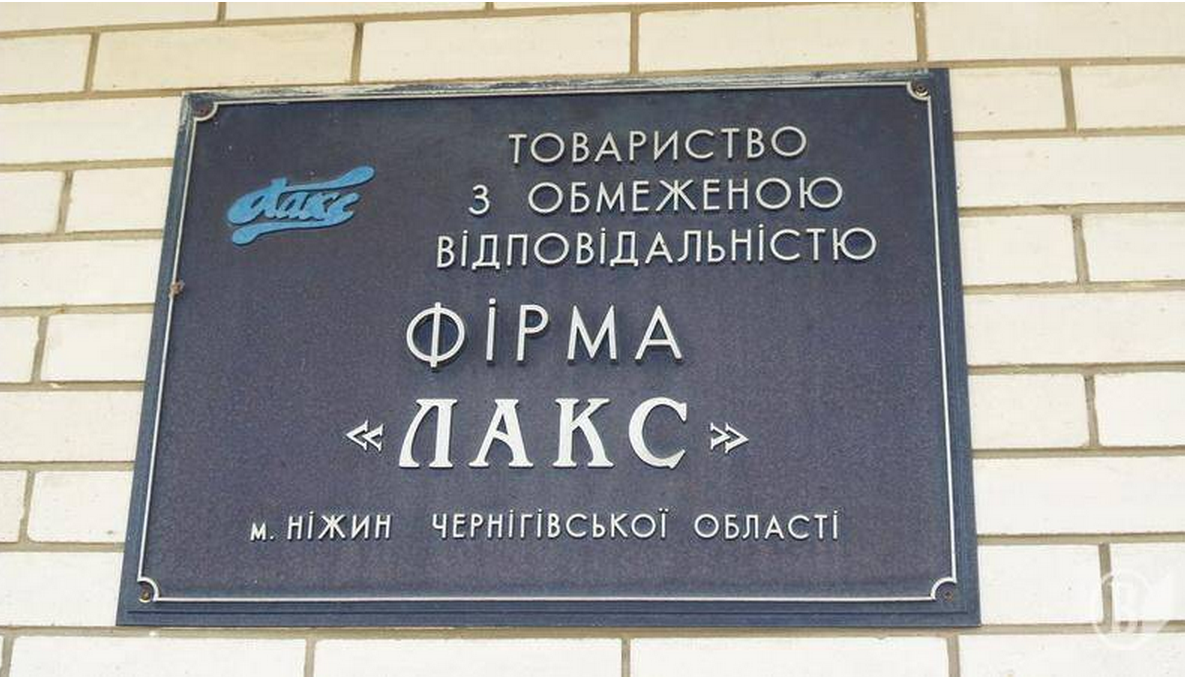 Лакс
ТОВАРИСТВО
З ОБМЕЖЕНОЮ
ВІДПОВІДАЛЬНІСТЮ
ФІРМА
«ЛАКС»
м. НІЖИН ЧЕРНІГІВСЬКОЇ ОБЛАСТІ